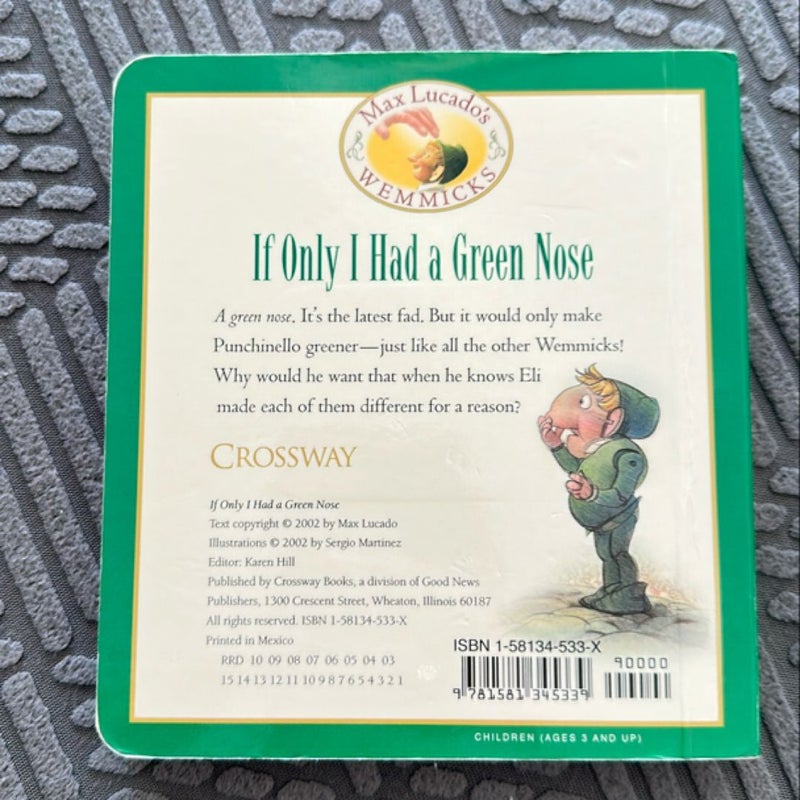 Max Lucado's
WEMMICKS
If Only I Had a Green Nose
A green nose. It's the latest fad. But it would only make
Punchinello greener—just like all the other Wemmicks!
Why would he want that when he knows Eli
made each of them different for a reason?
CROSSWAY
If Only I Had a Green Nose
Text copyright © 2002 by Max Lucado
Illustrations © 2002 by Sergio Martinez
Editor: Karen Hill
Published by Crossway Books, a division of Good News
Publishers, 1300 Crescent Street, Wheaton, Illinois 60187
All rights reserved. ISBN 1-58134-533-X
Printed in Mexico
RRD 10 09 08 07 06 05 04 03
15 14 13 12 11 10 9 8 7 6 5 4 3 2 1
ISBN 1-58134-533-X
90000
9 781581 345339
CHILDREN (AGES 3 AND UP)